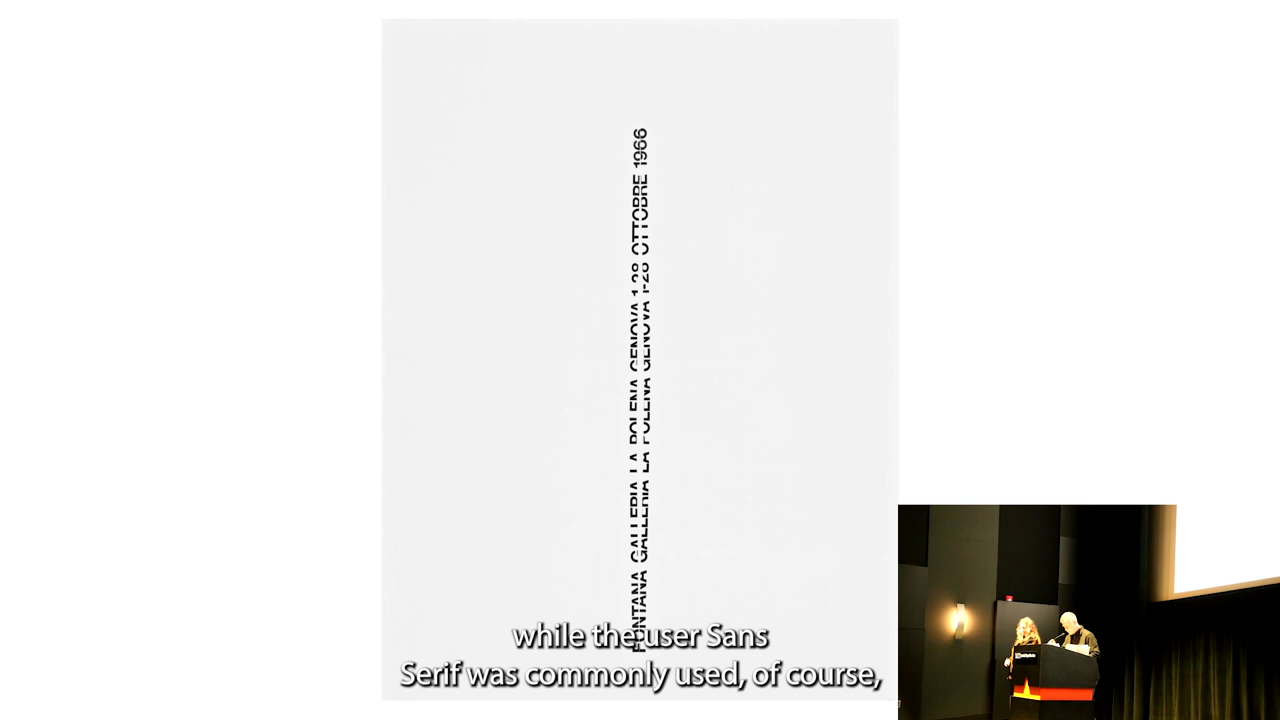 FONTANA GALLERIA LA POLENA GENOVA 1-28 OTTOBRE 1966
while the user Sans
Serif was commonly used, of course,